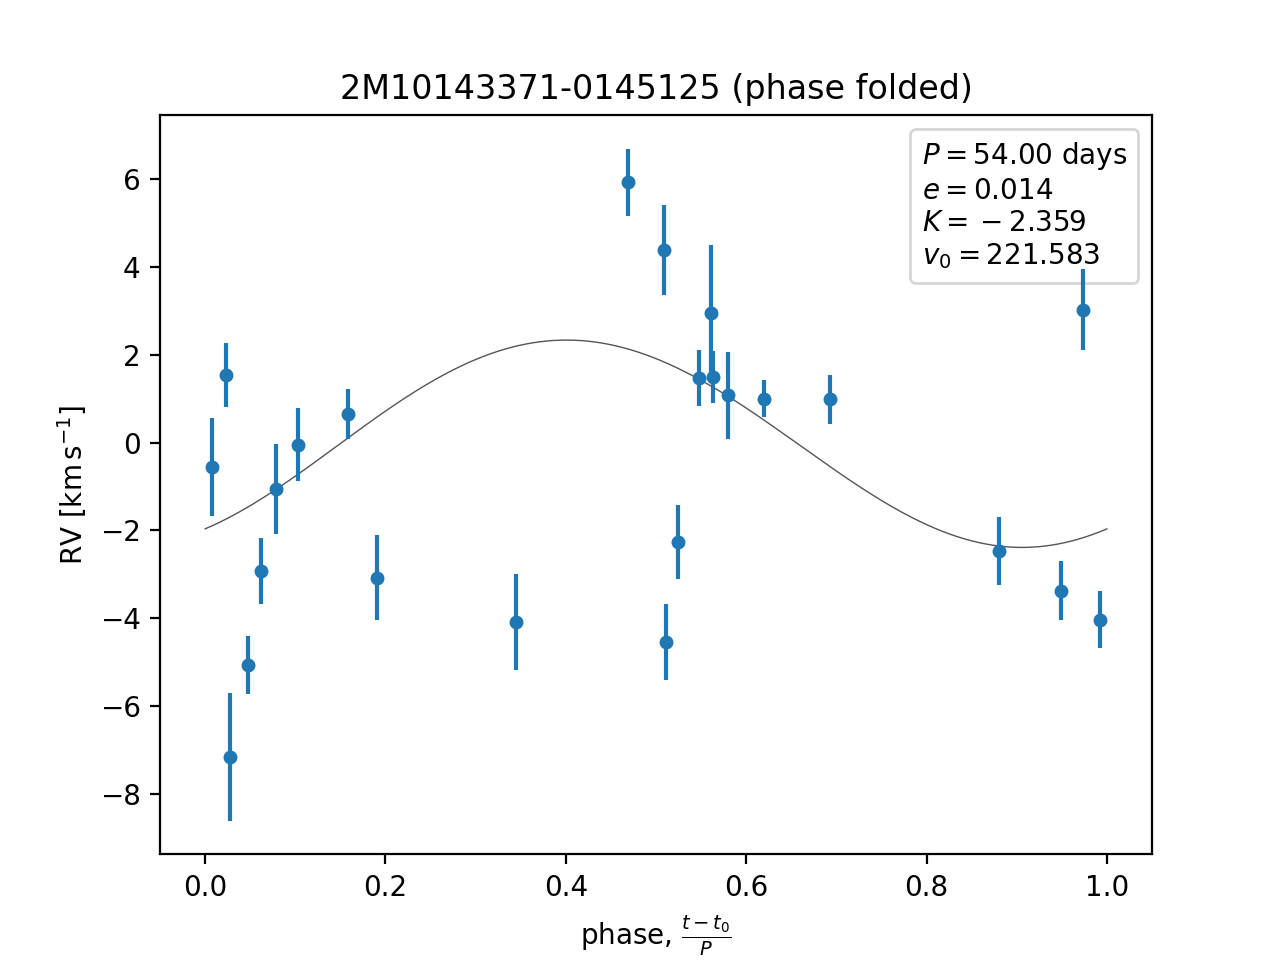 2M10143371-0145125 (phase folded)
P = 54.00 days
e = 0.014
K = −2.359
v₀ = 221.583
6
4
2
0
−2
−4
−6
−8
RV [km s⁻¹]
0.0 0.2 0.4 0.6 0.8 1.0
phase, (t − t₀)/P